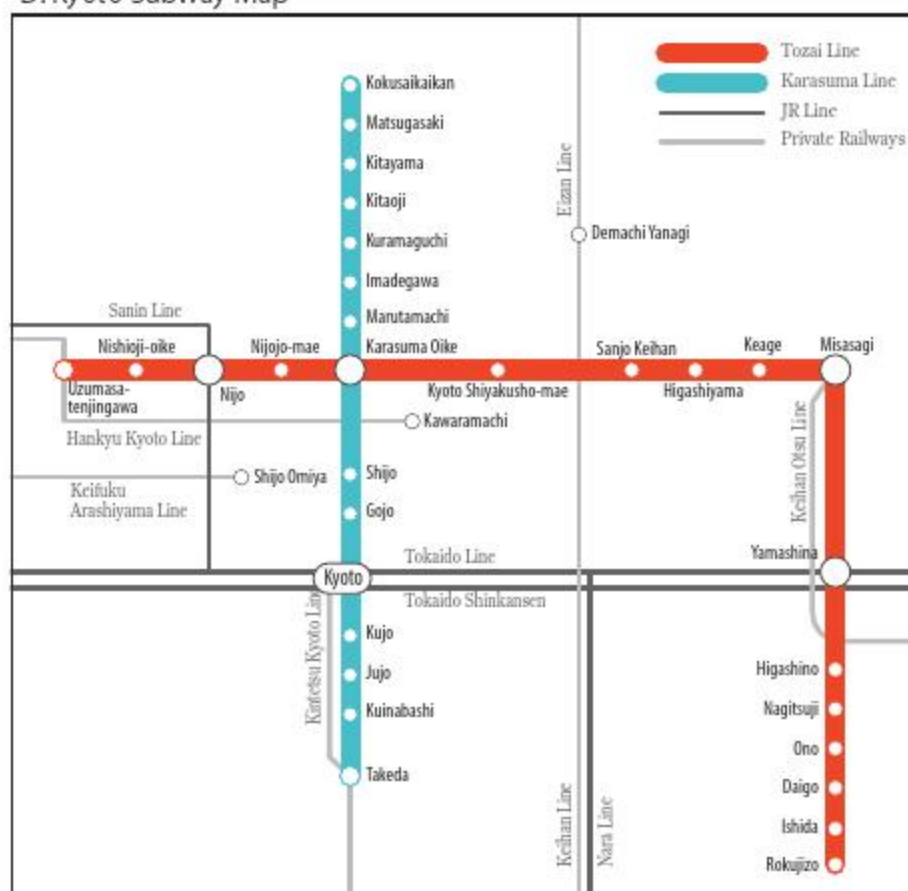 D. Kyoto Subway Map
Tozai Line
Karasuma Line
JR Line
Private Railways
Kokusaikaikan
Matsugasaki
Kitayama
Kitaoji
Kuramaguchi
Imadegawa
Marutamachi
Eizan Line
Demachi Yanagi
Sanin Line
Nishioji-oike
Nijojo-mae
Karasuma Oike
Sanjo Keihan
Keage
Misasagi
Uzumasa-
tenjingawa
Nijo
Kyoto Shiyakusho-mae
Higashiyama
Hankyu Kyoto Line
Kawaramachi
Keihan Otsu Line
Shijo Omiya
Shijo
Keifuku
Arashiyama Line
Gojo
Tokaido Line
Yamashina
Kyoto
Tokaido Shinkansen
Kintetsu Kyoto Line
Kujo
Jujo
Kuinabashi
Takeda
Higashino
Nagitsuji
Ono
Daigo
Ishida
Rokujizo
Keihan Line
Nara Line